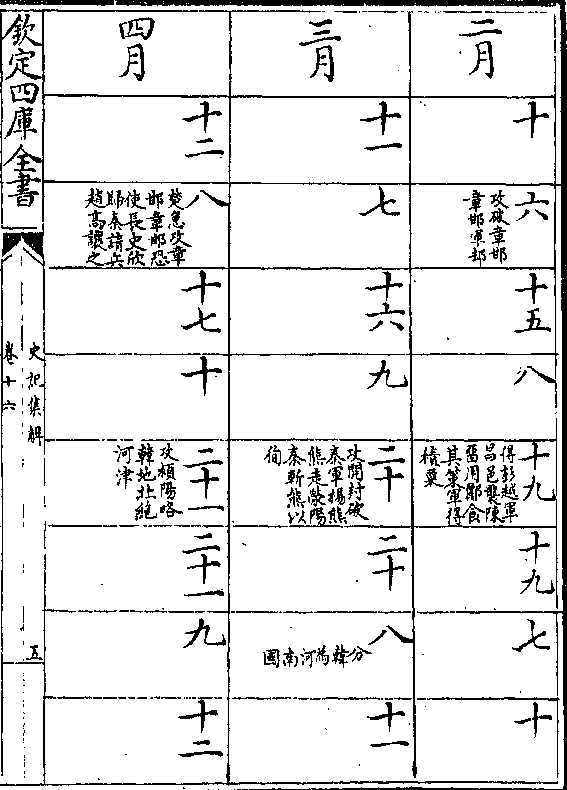 二月
十
六
攻破章邯
章邯軍却
十五
八
十九
得彭越軍
昌邑襲陳
留用酈食
其策軍得
積粟
十九
七
十
三月
十一
七
十六
九
二十
攻開封破
秦軍楊熊
熊走滎陽
秦斬熊以
徇
二十
八
分韓為河南國
十一
四月
十二
八
楚急攻章
邯章邯恐
使長史欣
歸秦請兵
趙高讓之
十七
十
二十一
攻潁陽略
韓地北絶
河津
二十一
九
十二
欽定四庫全書
史記集解
卷十六
五